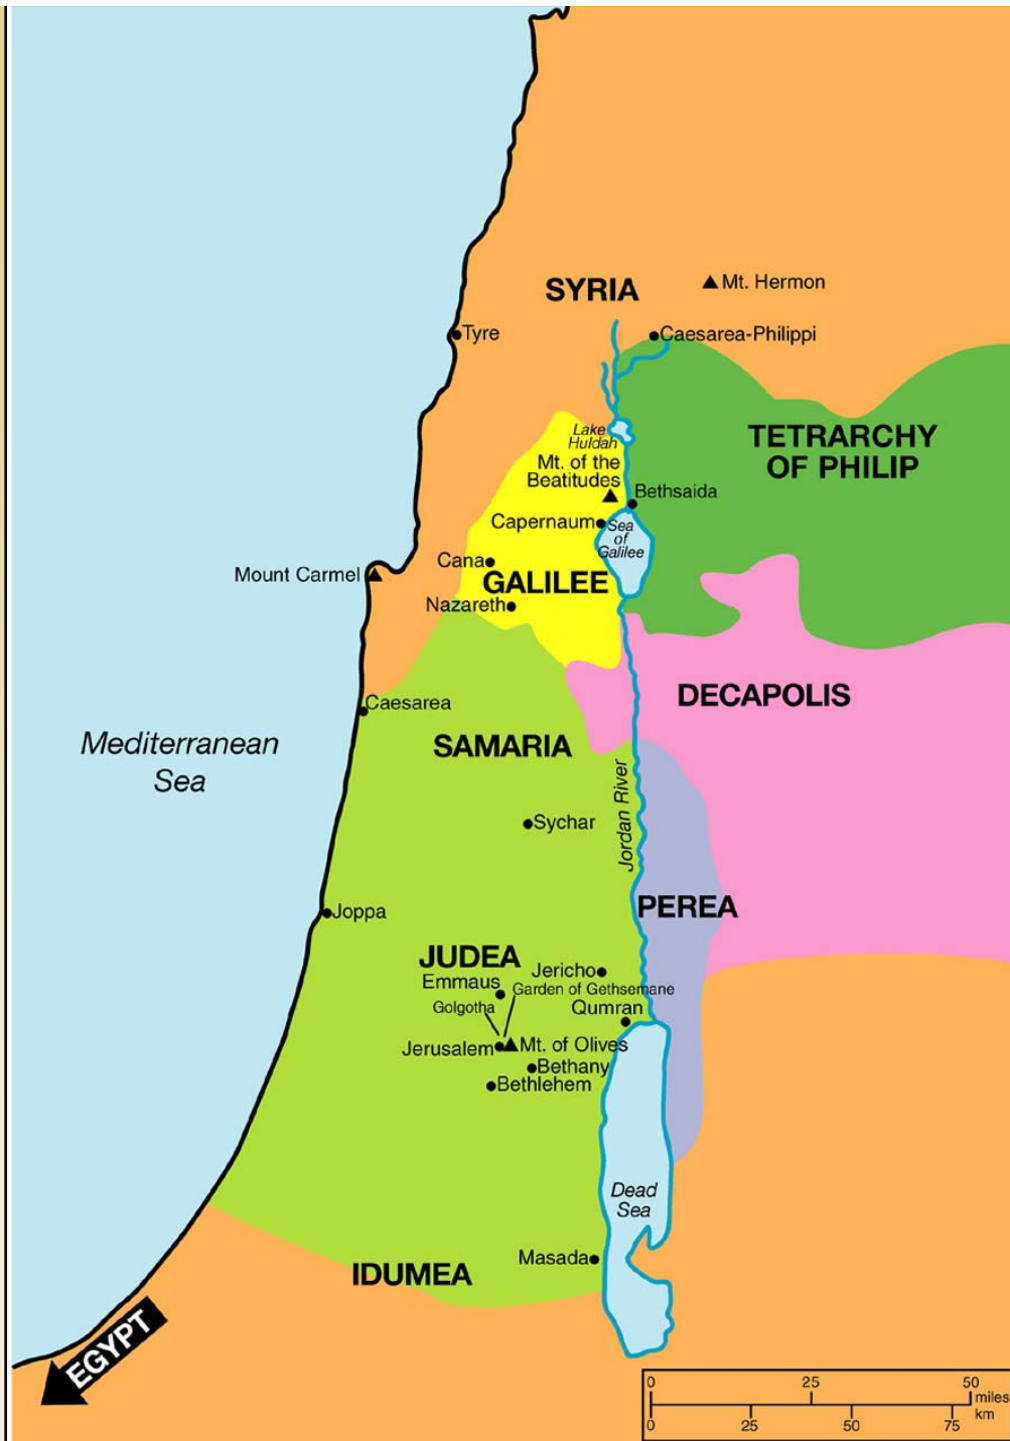 SYRIA
Mt. Hermon
Tyre
Caesarea-Philippi
Lake
Huldah
TETRARCHY
OF PHILIP
Mt. of the
Beatitudes
Bethsaida
Capernaum
Sea
of
Galilee
Cana
Mount Carmel
GALILEE
Nazareth
DECAPOLIS
Caesarea
Mediterranean
Sea
SAMARIA
Jordan River
Sychar
PEREA
Joppa
JUDEA
Jericho
Emmaus
Garden of Gethsemane
Golgotha
Qumran
Jerusalem
Mt. of Olives
Bethany
Bethlehem
Dead
Sea
Masada
IDUMEA
EGYPT
0 25 50
miles
km
0 25 50 75